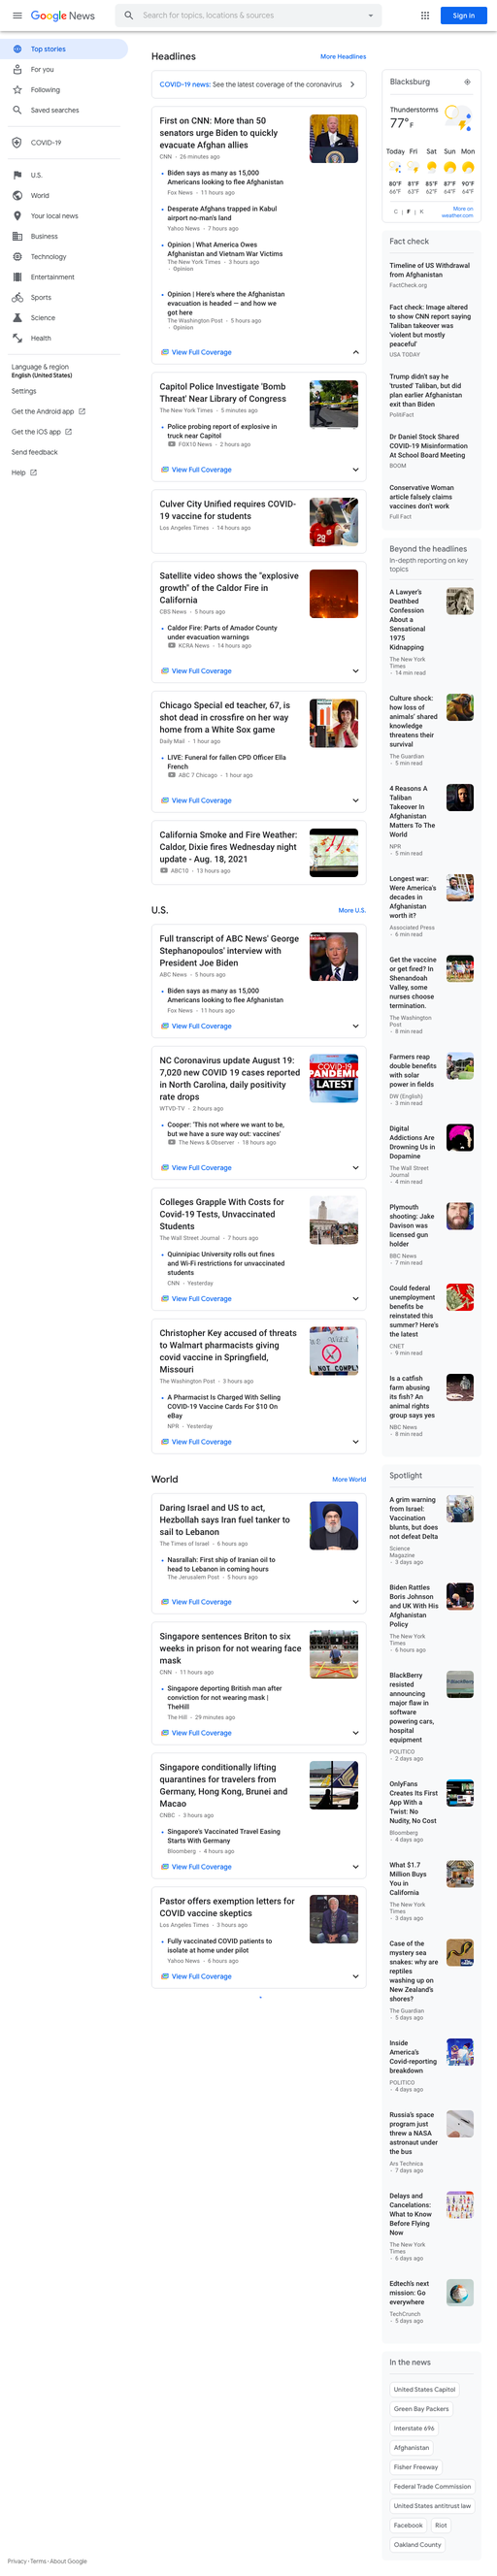 Google News
Search for topics, locations & sources
Sign in
Top stories
For you
Following
Saved searches
COVID-19
U.S.
World
Your local news
Business
Technology
Entertainment
Sports
Science
Health
Language & region
English (United States)
Settings
Get the Android app
Get the iOS app
Send feedback
Help
Headlines
More Headlines
COVID-19 news: See the latest coverage of the coronavirus
First on CNN: More than 50
senators urge Biden to quickly
evacuate Afghan allies
CNN · 26 minutes ago
Biden says as many as 15,000
Americans looking to flee Afghanistan
Fox News · 11 hours ago
Desperate Afghans trapped in Kabul
airport no-man's land
Yahoo News · 7 hours ago
Opinion | What America Owes
Afghanistan and Vietnam War Victims
The New York Times · 3 hours ago
· Opinion
Opinion | Here's where the Afghanistan
evacuation is headed — and how we
got here
The Washington Post · 5 hours ago
· Opinion
View Full Coverage
Capitol Police Investigate 'Bomb
Threat' Near Library of Congress
The New York Times · 5 minutes ago
Police probing report of explosive in
truck near Capitol
FOX10 News · 2 hours ago
View Full Coverage
Culver City Unified requires COVID-
19 vaccine for students
Los Angeles Times · 14 hours ago
Satellite video shows the "explosive
growth" of the Caldor Fire in
California
CBS News · 5 hours ago
Caldor Fire: Parts of Amador County
under evacuation warnings
KCRA News · 14 hours ago
View Full Coverage
Chicago Special ed teacher, 67, is
shot dead in crossfire on her way
home from a White Sox game
Daily Mail · 1 hour ago
LIVE: Funeral for fallen CPD Officer Ella
French
ABC 7 Chicago · 1 hour ago
View Full Coverage
California Smoke and Fire Weather:
Caldor, Dixie fires Wednesday night
update - Aug. 18, 2021
ABC10 · 13 hours ago
U.S.
More U.S.
Full transcript of ABC News' George
Stephanopoulos' interview with
President Joe Biden
ABC News · 5 hours ago
Biden says as many as 15,000
Americans looking to flee Afghanistan
Fox News · 11 hours ago
View Full Coverage
NC Coronavirus update August 19:
7,020 new COVID 19 cases reported
in North Carolina, daily positivity
rate drops
WTVD-TV · 2 hours ago
COVID-19
PANDEMIC
LATEST
Cooper: 'This not where we want to be,
but we have a sure way out: vaccines'
The News & Observer · 18 hours ago
View Full Coverage
Colleges Grapple With Costs for
Covid-19 Tests, Unvaccinated
Students
The Wall Street Journal · 7 hours ago
Quinnipiac University rolls out fines
and Wi-Fi restrictions for unvaccinated
students
CNN · Yesterday
View Full Coverage
Christopher Key accused of threats
to Walmart pharmacists giving
covid vaccine in Springfield,
Missouri
The Washington Post · 3 hours ago
NOT COMPLY
A Pharmacist Is Charged With Selling
COVID-19 Vaccine Cards For $10 On
eBay
NPR · Yesterday
View Full Coverage
World
More World
Daring Israel and US to act,
Hezbollah says Iran fuel tanker to
sail to Lebanon
The Times of Israel · 6 hours ago
Nasrallah: First ship of Iranian oil to
head to Lebanon in coming hours
The Jerusalem Post · 5 hours ago
View Full Coverage
Singapore sentences Briton to six
weeks in prison for not wearing face
mask
CNN · 11 hours ago
Singapore deporting British man after
conviction for not wearing mask |
TheHill
The Hill · 29 minutes ago
View Full Coverage
Singapore conditionally lifting
quarantines for travelers from
Germany, Hong Kong, Brunei and
Macao
CNBC · 3 hours ago
Singapore's Vaccinated Travel Easing
Starts With Germany
Bloomberg · 4 hours ago
View Full Coverage
Pastor offers exemption letters for
COVID vaccine skeptics
Los Angeles Times · 3 hours ago
Fully vaccinated COVID patients to
isolate at home under pilot
Yahoo News · 6 hours ago
View Full Coverage
Blacksburg
Thunderstorms
77°F
Today Fri Sat Sun Mon
80°F 81°F 85°F 87°F 90°F
66°F 63°F 62°F 64°F 64°F
C | F | K
More on
weather.com
Fact check
Timeline of US Withdrawal
from Afghanistan
FactCheck.org
Fact check: Image altered
to show CNN report saying
Taliban takeover was
'violent but mostly
peaceful'
USA TODAY
Trump didn't say he
'trusted' Taliban, but did
plan earlier Afghanistan
exit than Biden
PolitiFact
Dr Daniel Stock Shared
COVID-19 Misinformation
At School Board Meeting
BOOM
Conservative Woman
article falsely claims
vaccines don't work
Full Fact
Beyond the headlines
In-depth reporting on key
topics
A Lawyer's
Deathbed
Confession
About a
Sensational
1975
Kidnapping
The New York
Times
· 14 min read
Culture shock:
how loss of
animals' shared
knowledge
threatens their
survival
The Guardian
· 5 min read
4 Reasons A
Taliban
Takeover In
Afghanistan
Matters To The
World
NPR
· 5 min read
Longest war:
Were America's
decades in
Afghanistan
worth it?
Associated Press
· 6 min read
Get the vaccine
or get fired? In
Shenandoah
Valley, some
nurses choose
termination.
The Washington
Post
· 8 min read
Farmers reap
double benefits
with solar
power in fields
DW (English)
· 3 min read
Digital
Addictions Are
Drowning Us in
Dopamine
The Wall Street
Journal
· 4 min read
Plymouth
shooting: Jake
Davison was
licensed gun
holder
BBC News
· 7 min read
Could federal
unemployment
benefits be
reinstated this
summer? Here's
the latest
CNET
· 9 min read
Is a catfish
farm abusing
its fish? An
animal rights
group says yes
NBC News
· 8 min read
Spotlight
A grim warning
from Israel:
Vaccination
blunts, but does
not defeat Delta
Science
Magazine
· 3 days ago
Biden Rattles
Boris Johnson
and UK With His
Afghanistan
Policy
The New York
Times
· 6 hours ago
BlackBerry
resisted
announcing
major flaw in
software
powering cars,
hospital
equipment
POLITICO
· 2 days ago
OnlyFans
Creates Its First
App With a
Twist: No
Nudity, No Cost
Bloomberg
· 4 days ago
What $1.7
Million Buys
You in
California
The New York
Times
· 3 days ago
Case of the
mystery sea
snakes: why are
reptiles
washing up on
New Zealand's
shores?
The Guardian
· 5 days ago
Inside
America's
Covid-reporting
breakdown
POLITICO
· 4 days ago
Russia's space
program just
threw a NASA
astronaut under
the bus
Ars Technica
· 7 days ago
Delays and
Cancelations:
What to Know
Before Flying
Now
The New York
Times
· 6 days ago
Edtech's next
mission: Go
everywhere
TechCrunch
· 5 days ago
In the news
United States Capitol
Green Bay Packers
Interstate 696
Afghanistan
Fisher Freeway
Federal Trade Commission
United States antitrust law
Facebook
Riot
Oakland County
Privacy · Terms · About Google